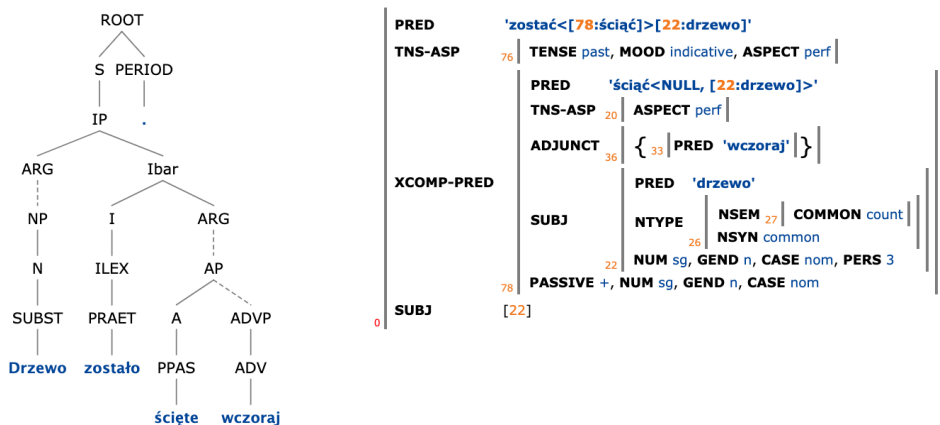 ROOT
S PERIOD
IP .
ARG Ibar
NP I ARG
N ILEX AP
SUBST PRAET A ADVP
Drzewo zostało PPAS ADV
ścięte wczoraj
PRED 'zostać<[78:ściąć]>[22:drzewo]'
TNS-ASP 76 TENSE past, MOOD indicative, ASPECT perf
PRED 'ściąć<NULL, [22:drzewo]>'
TNS-ASP 20 ASPECT perf
ADJUNCT 36 { 33 PRED 'wczoraj' }
XCOMP-PRED
PRED 'drzewo'
SUBJ NTYPE NSEM 27 COMMON count
26 NSYN common
22 NUM sg, GEND n, CASE nom, PERS 3
78 PASSIVE +, NUM sg, GEND n, CASE nom
0 SUBJ [22]